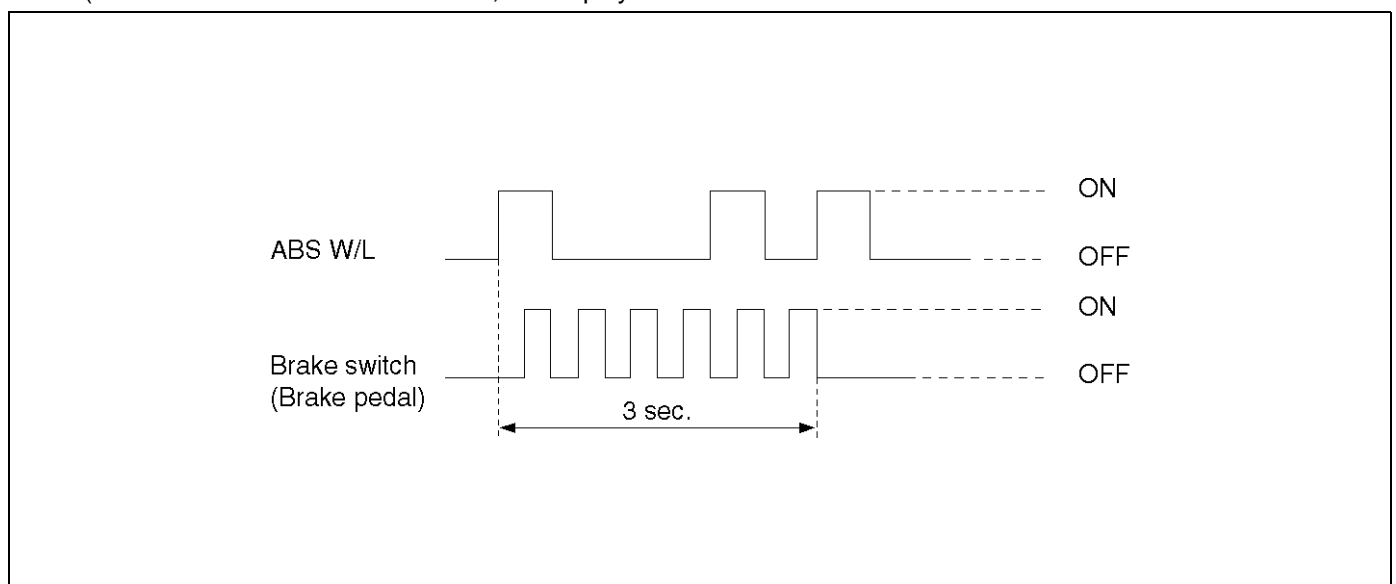 ON
ABS W/L
OFF
ON
Brake switch
(Brake pedal)
OFF
3 sec.